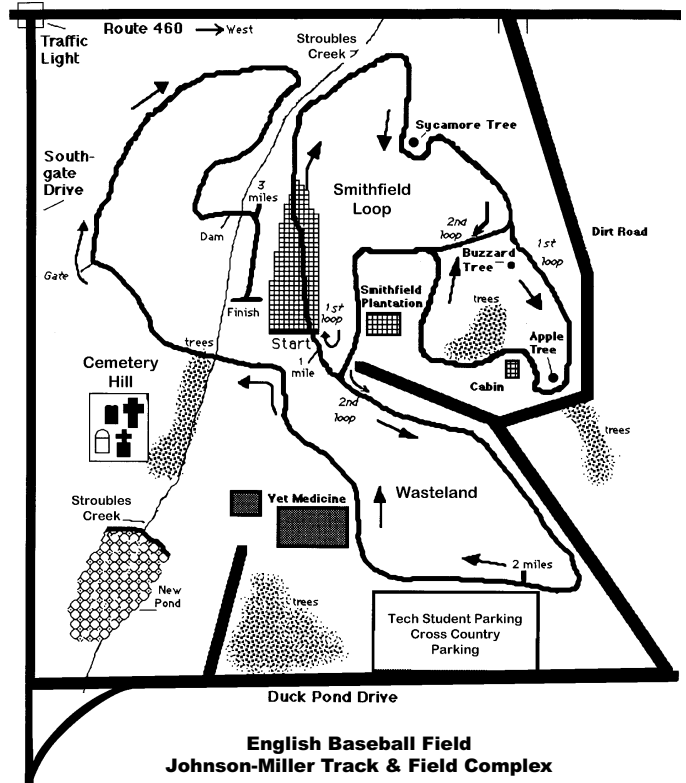 Route 460 → West
Traffic
Light
Stroubles
Creek
Sycamore Tree
South-
gate
Drive
3
miles
Smithfield
Loop
2nd
loop
1st
loop
Dirt Road
Dam
Buzzard
Tree
Gate
Smithfield
Plantation
trees
Finish
1st
loop
Start
trees
Apple
Tree
1
mile
Cemetery
Hill
Cabin
2nd
loop
trees
Wasteland
Yet Medicine
Stroubles
Creek
2 miles
New
Pond
trees
Tech Student Parking
Cross Country
Parking
Duck Pond Drive
English Baseball Field
Johnson-Miller Track & Field Complex